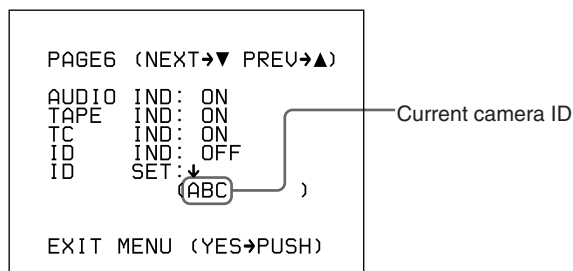 PAGE6 (NEXT→▼ PREV→▲)
AUDIO IND: ON
TAPE IND: ON
TC IND: ON
ID IND: OFF
ID SET:↓
(ABC )
Current camera ID
EXIT MENU (YES→PUSH)